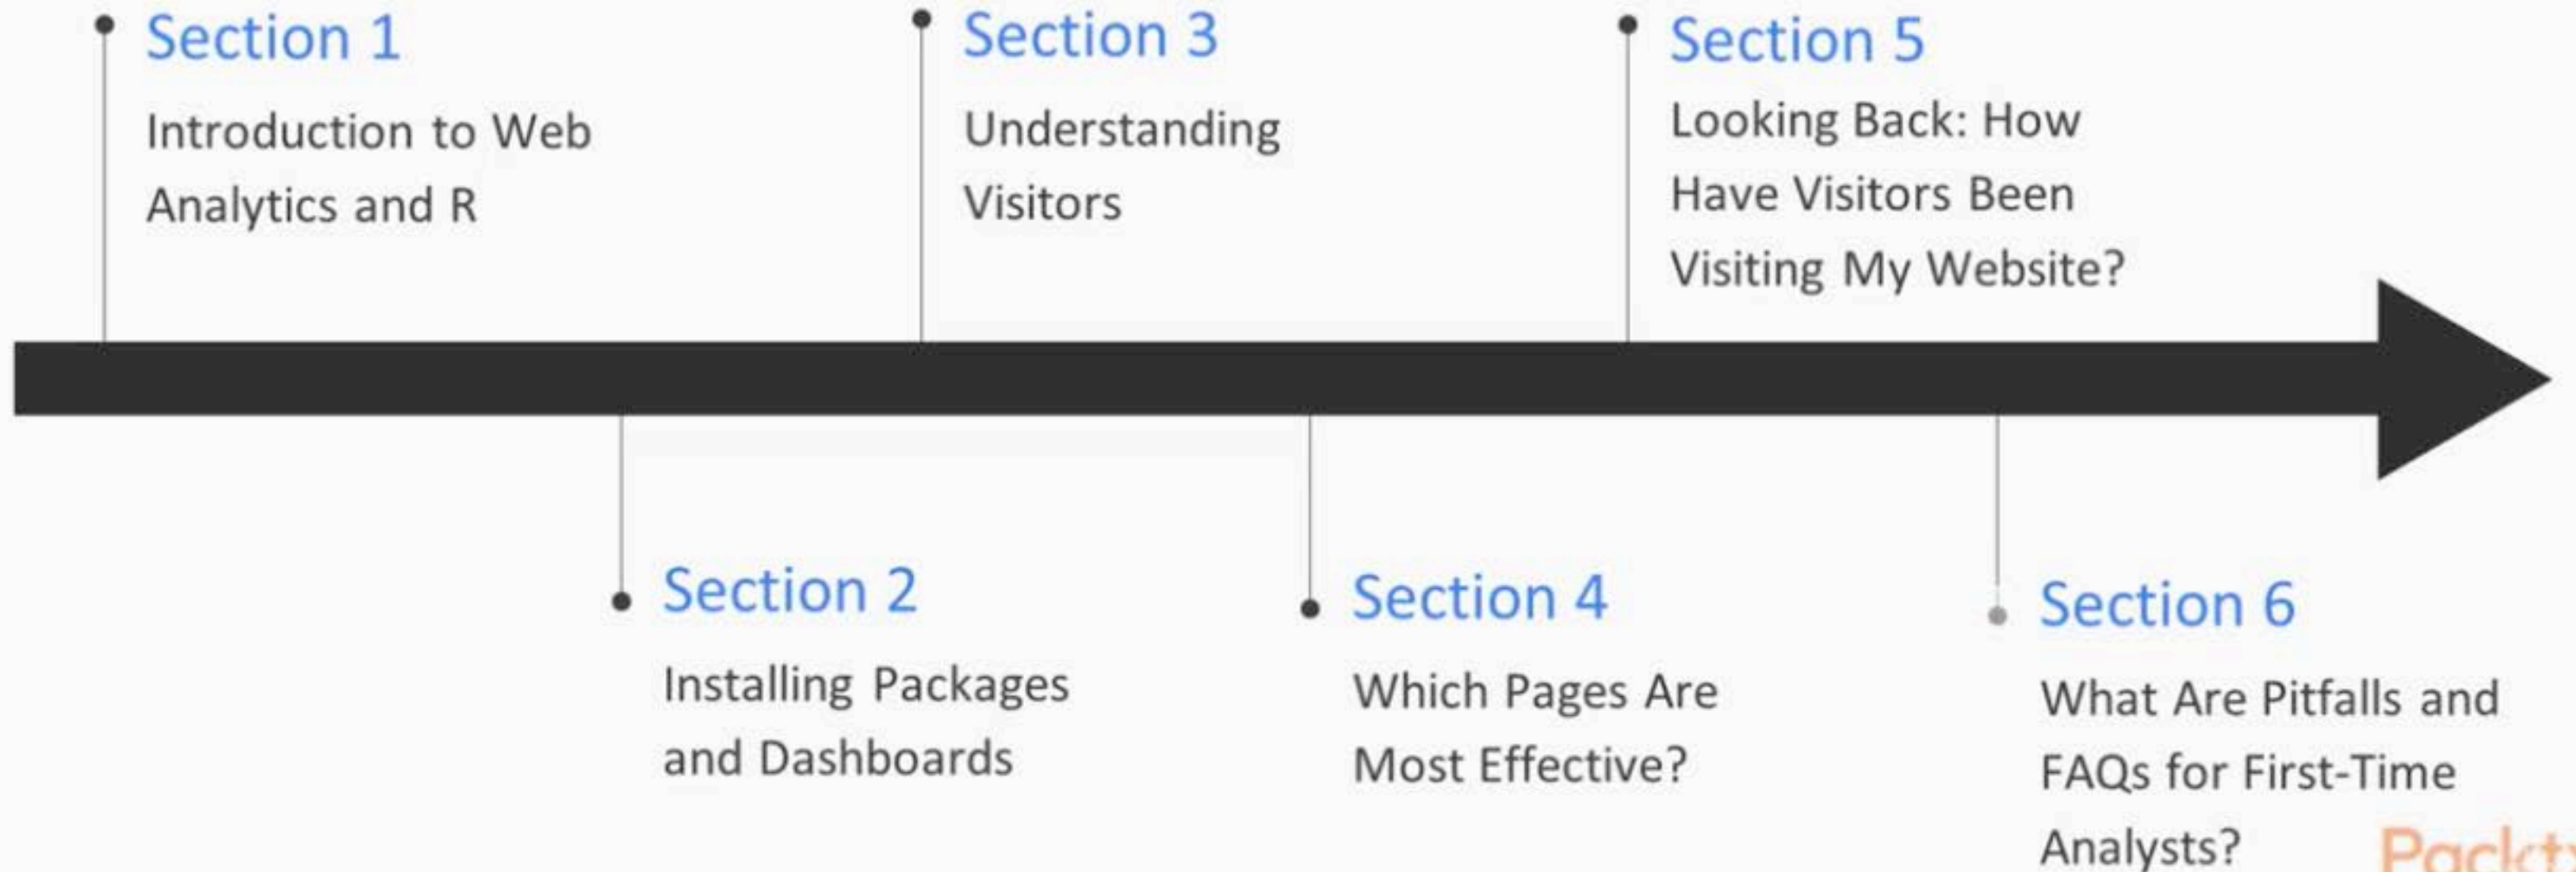 Section 1
Introduction to Web
Analytics and R
Section 2
Installing Packages
and Dashboards
Section 3
Understanding
Visitors
Section 4
Which Pages Are
Most Effective?
Section 5
Looking Back: How
Have Visitors Been
Visiting My Website?
Section 6
What Are Pitfalls and
FAQs for First-Time
Analysts?